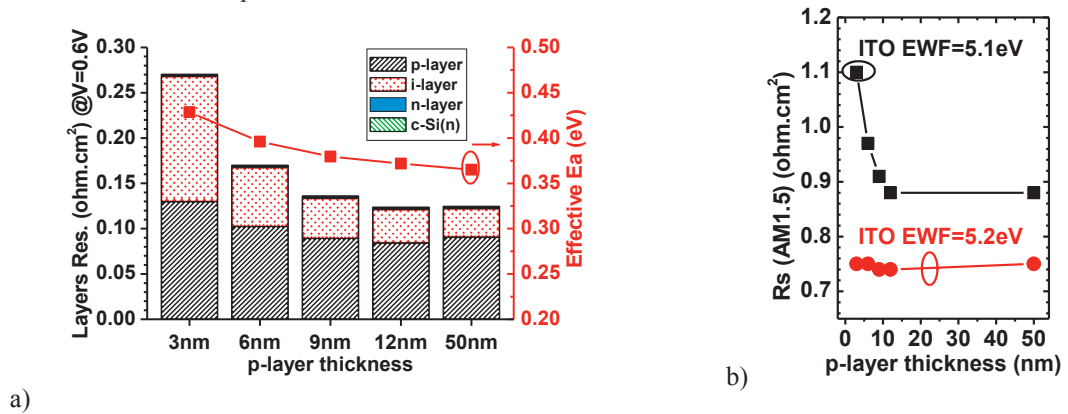 0.30
0.25
0.20
0.15
0.10
0.05
0.00
Layers Res. (ohm.cm²) @V=0.6V
p-layer
i-layer
n-layer
c-Si(n)
0.50
0.45
0.40
0.35
0.30
0.25
0.20
Effective Ea (eV)
3nm 6nm 9nm 12nm 50nm
p-layer thickness
a)
1.2
1.1
1.0
0.9
0.8
0.7
Rs (AM1.5) (ohm.cm²)
ITO EWF=5.1eV
ITO EWF=5.2eV
0 10 20 30 40 50
p-layer thickness (nm)
b)